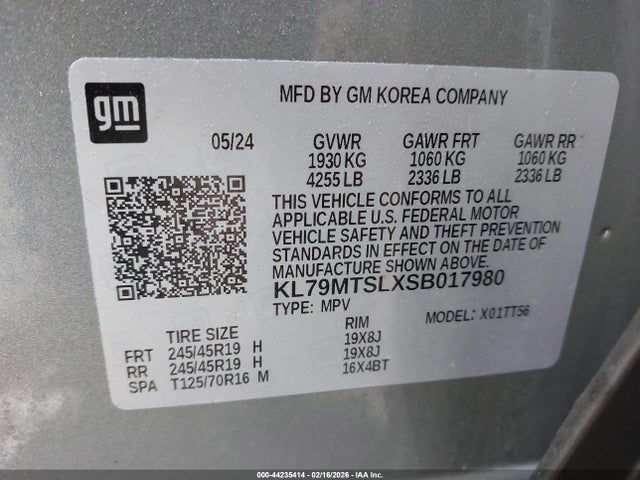 gm
MFD BY GM KOREA COMPANY
05/24 GVWR GAWR FRT GAWR RR
1930 KG 1060 KG 1060 KG
4255 LB 2336 LB 2336 LB
THIS VEHICLE CONFORMS TO ALL
APPLICABLE U.S. FEDERAL MOTOR
VEHICLE SAFETY AND THEFT PREVENTION
STANDARDS IN EFFECT ON THE DATE OF
MANUFACTURE SHOWN ABOVE.
KL79MTSLXSB017980
TYPE: MPV MODEL: X01TT56
TIRE SIZE RIM
FRT 245/45R19 H 19X8J
RR 245/45R19 H 19X8J
SPA T125/70R16 M 16X4BT
000-44235414 - 02/16/2026 - IAA Inc.